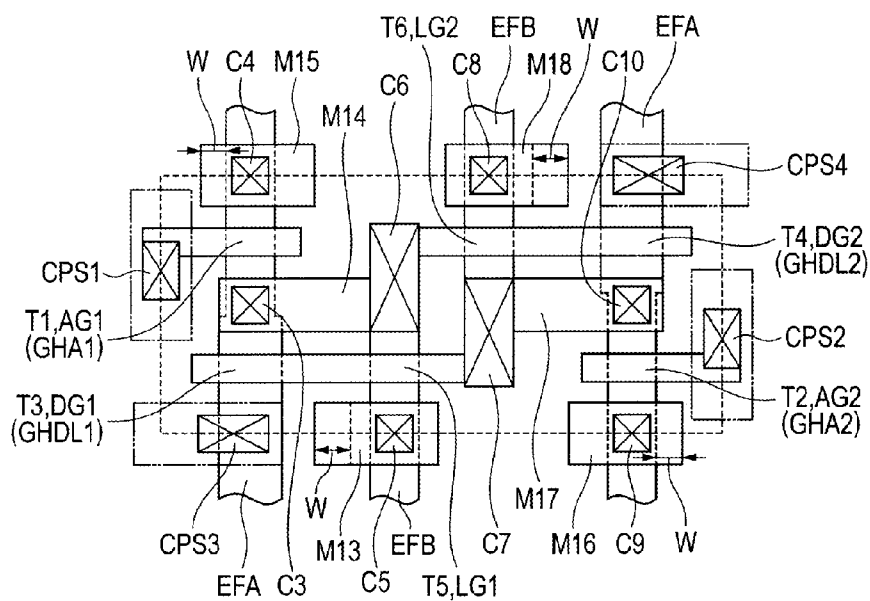 T6,LG2
EFB
W
EFA
W
C4
M15
C6
C8
M18
C10
M14
CPS4
CPS1
T4,DG2
(GHDL2)
T1,AG1
(GHA1)
CPS2
T3,DG1
(GHDL1)
T2,AG2
(GHA2)
W
M17
CPS3
M13
EFB
C7
M16
C9
W
EFA
C3
C5
T5,LG1